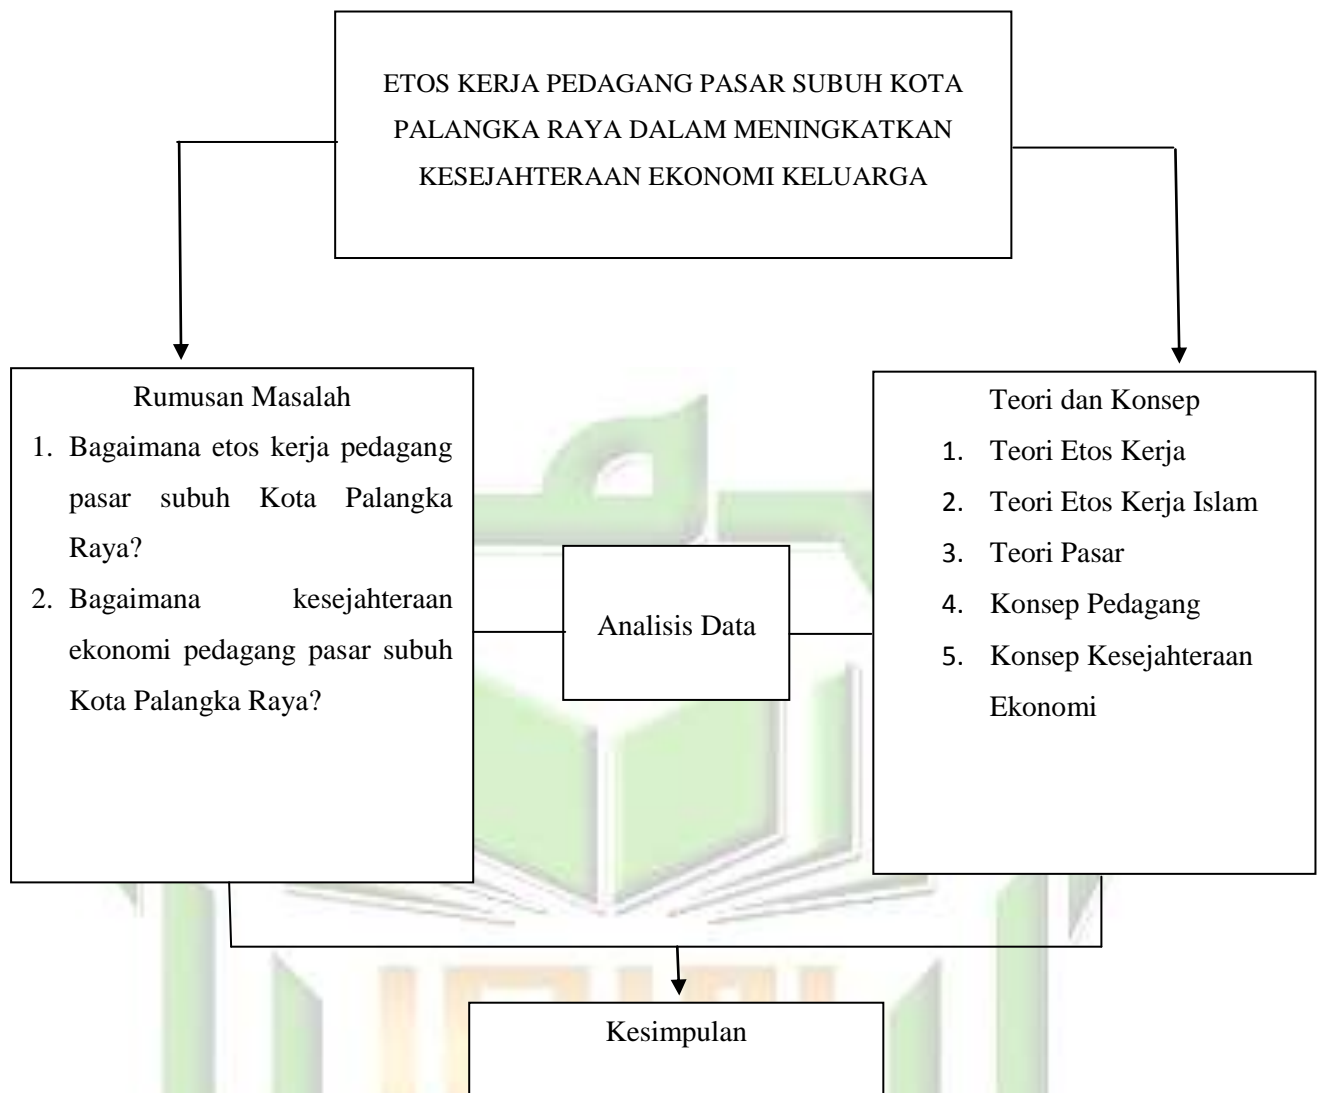 ETOS KERJA PEDAGANG PASAR SUBUH KOTA
PALANGKA RAYA DALAM MENINGKATKAN
KESEJAHTERAAN EKONOMI KELUARGA
Rumusan Masalah
1. Bagaimana etos kerja pedagang
pasar subuh Kota Palangka
Raya?
2. Bagaimana kesejahteraan
ekonomi pedagang pasar subuh
Kota Palangka Raya?
Analisis Data
Teori dan Konsep
1. Teori Etos Kerja
2. Teori Etos Kerja Islam
3. Teori Pasar
4. Konsep Pedagang
5. Konsep Kesejahteraan
Ekonomi
Kesimpulan